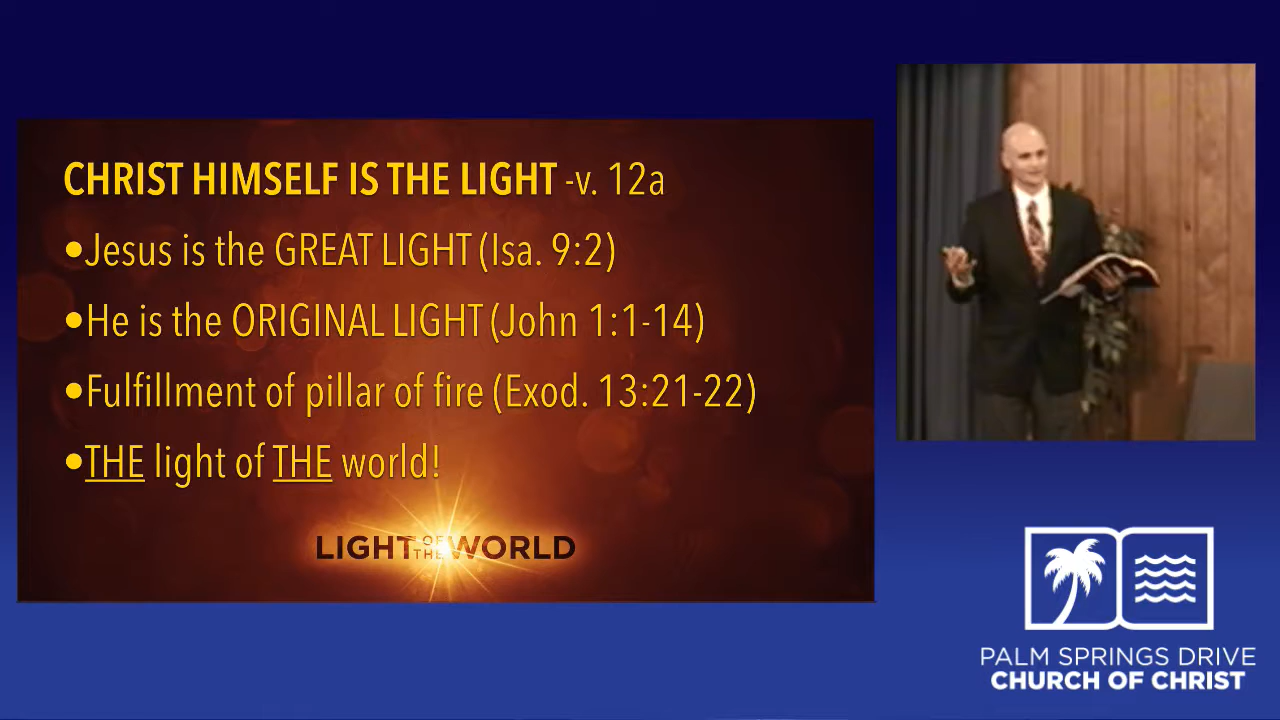 CHRIST HIMSELF IS THE LIGHT -v. 12a
•Jesus is the GREAT LIGHT (Isa. 9:2)
•He is the ORIGINAL LIGHT (John 1:1-14)
•Fulfillment of pillar of fire (Exod. 13:21-22)
•THE light of THE world!
LIGHT OF THE WORLD
PALM SPRINGS DRIVE
CHURCH OF CHRIST